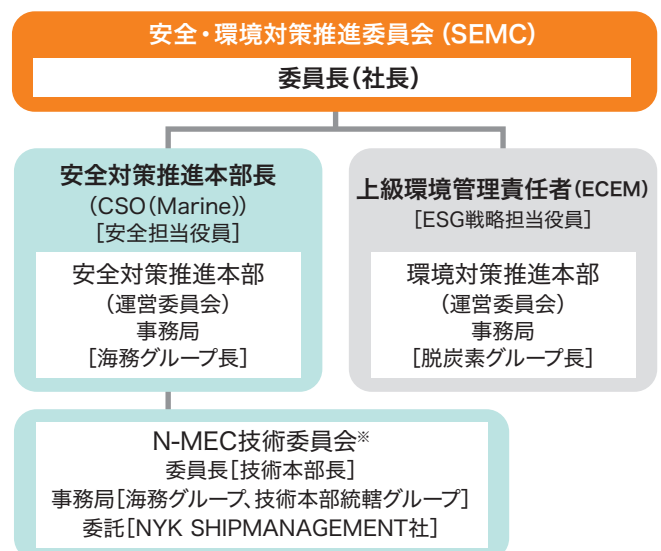 安全・環境対策推進委員会（SEMC）
委員長（社長）
安全対策推進本部長
（CSO（Marine））
［安全担当役員］
安全対策推進本部
（運営委員会）
事務局
［海務グループ長］
上級環境管理責任者（ECEM）
［ESG戦略担当役員］
環境対策推進本部
（運営委員会）
事務局
［脱炭素グループ長］
N-MEC技術委員会※
委員長［技術本部長］
事務局［海務グループ、技術本部統轄グループ］
委託［NYK SHIPMANAGEMENT社］